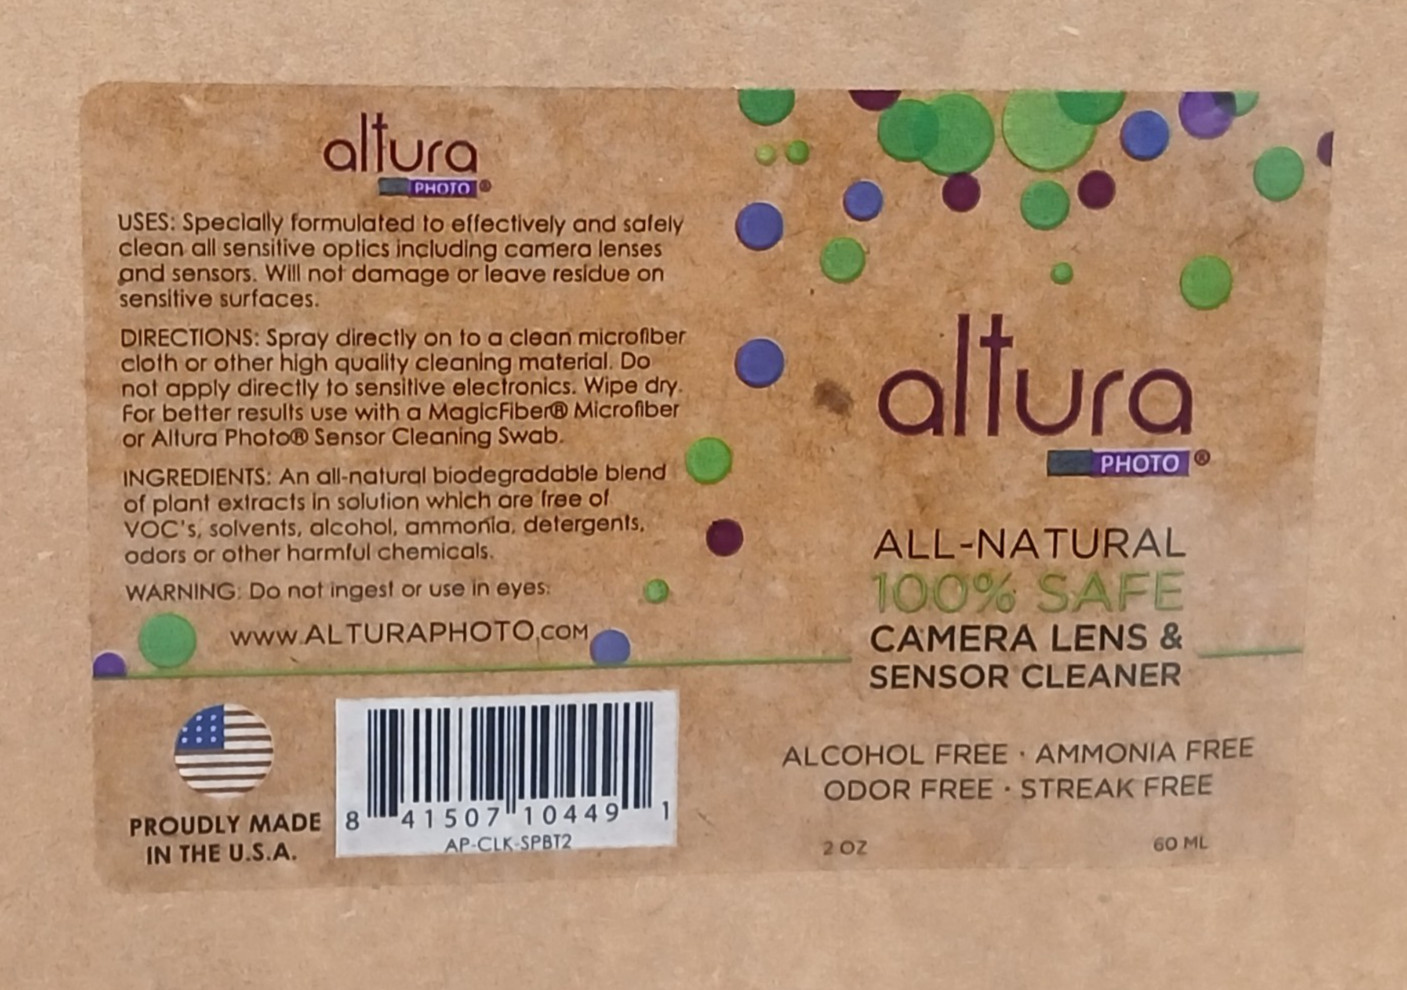 altura
PHOTO®
USES: Specially formulated to effectively and safely
clean all sensitive optics including camera lenses
and sensors. Will not damage or leave residue on
sensitive surfaces.
DIRECTIONS: Spray directly on to a clean microfiber
cloth or other high quality cleaning material. Do
not apply directly to sensitive electronics. Wipe dry.
For better results use with a MagicFiber® Microfiber
or Altura Photo® Sensor Cleaning Swab.
INGREDIENTS: An all-natural biodegradable blend
of plant extracts in solution which are free of
VOC's, solvents, alcohol, ammonia, detergents,
odors or other harmful chemicals.
WARNING: Do not ingest or use in eyes.
www.ALTURAPHOTO.COM
PROUDLY MADE
IN THE U.S.A.
8 41507 10449 1
AP-CLK-SPBT2
altura
PHOTO®
ALL-NATURAL
100% SAFE
CAMERA LENS &
SENSOR CLEANER
ALCOHOL FREE · AMMONIA FREE
ODOR FREE · STREAK FREE
2 OZ 60 ML